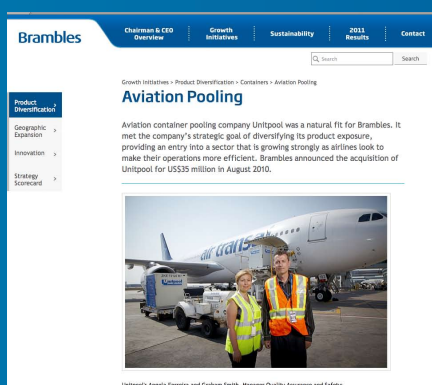 Brambles
Chairman & CEO
Overview
Growth
Initiatives
Sustainability
2011
Results
Contact
Search
Search
Growth Initiatives > Product Diversification > Containers > Aviation Pooling
Aviation Pooling
Product
Diversification
Geographic
Expansion
Innovation
Strategy
Scorecard
Aviation container pooling company Unitpool was a natural fit for Brambles. It
met the company's strategic goal of diversifying its product exposure,
providing an entry into a sector that is growing strongly as airlines look to
make their operations more efficient. Brambles announced the acquisition of
Unitpool for US$35 million in August 2010.
air transat
Unitpool